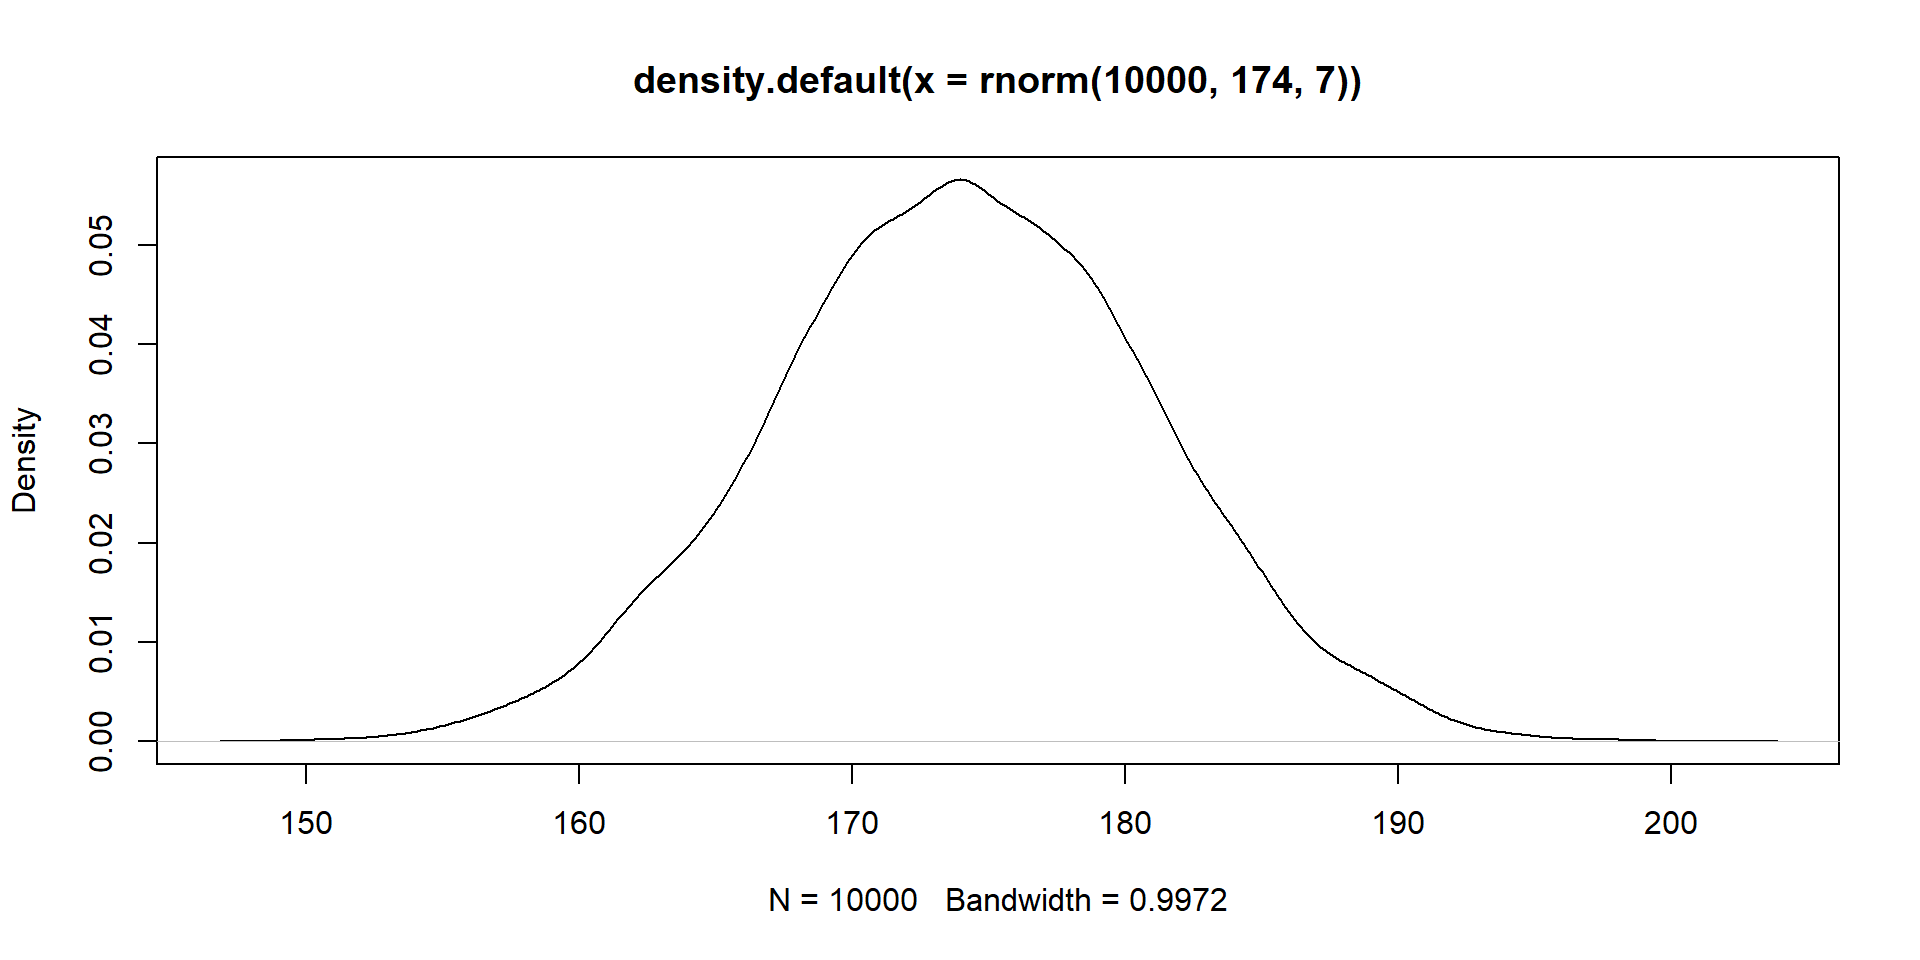 density.default(x = rnorm(10000, 174, 7))
Density
0.05
0.04
0.03
0.02
0.01
0.00
150 160 170 180 190 200
N = 10000 Bandwidth = 0.9972